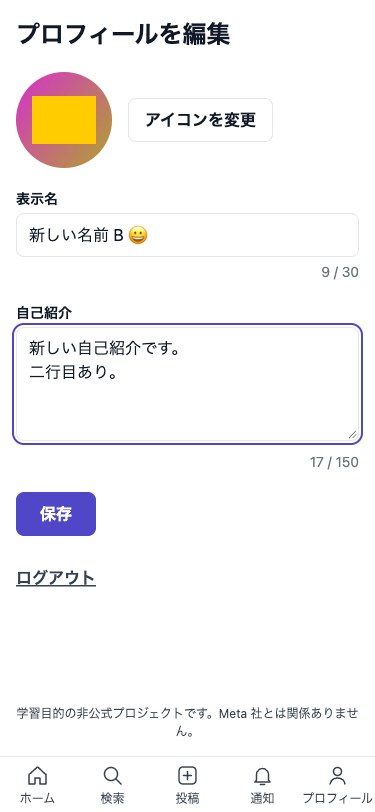 プロフィールを編集
アイコンを変更
表示名
新しい名前 B 😀
9 / 30
自己紹介
新しい自己紹介です。
二行目あり。
17 / 150
保存
ログアウト
学習目的の非公式プロジェクトです。Meta 社とは関係ありませ
ん。
ホーム
検索
投稿
通知
プロフィール